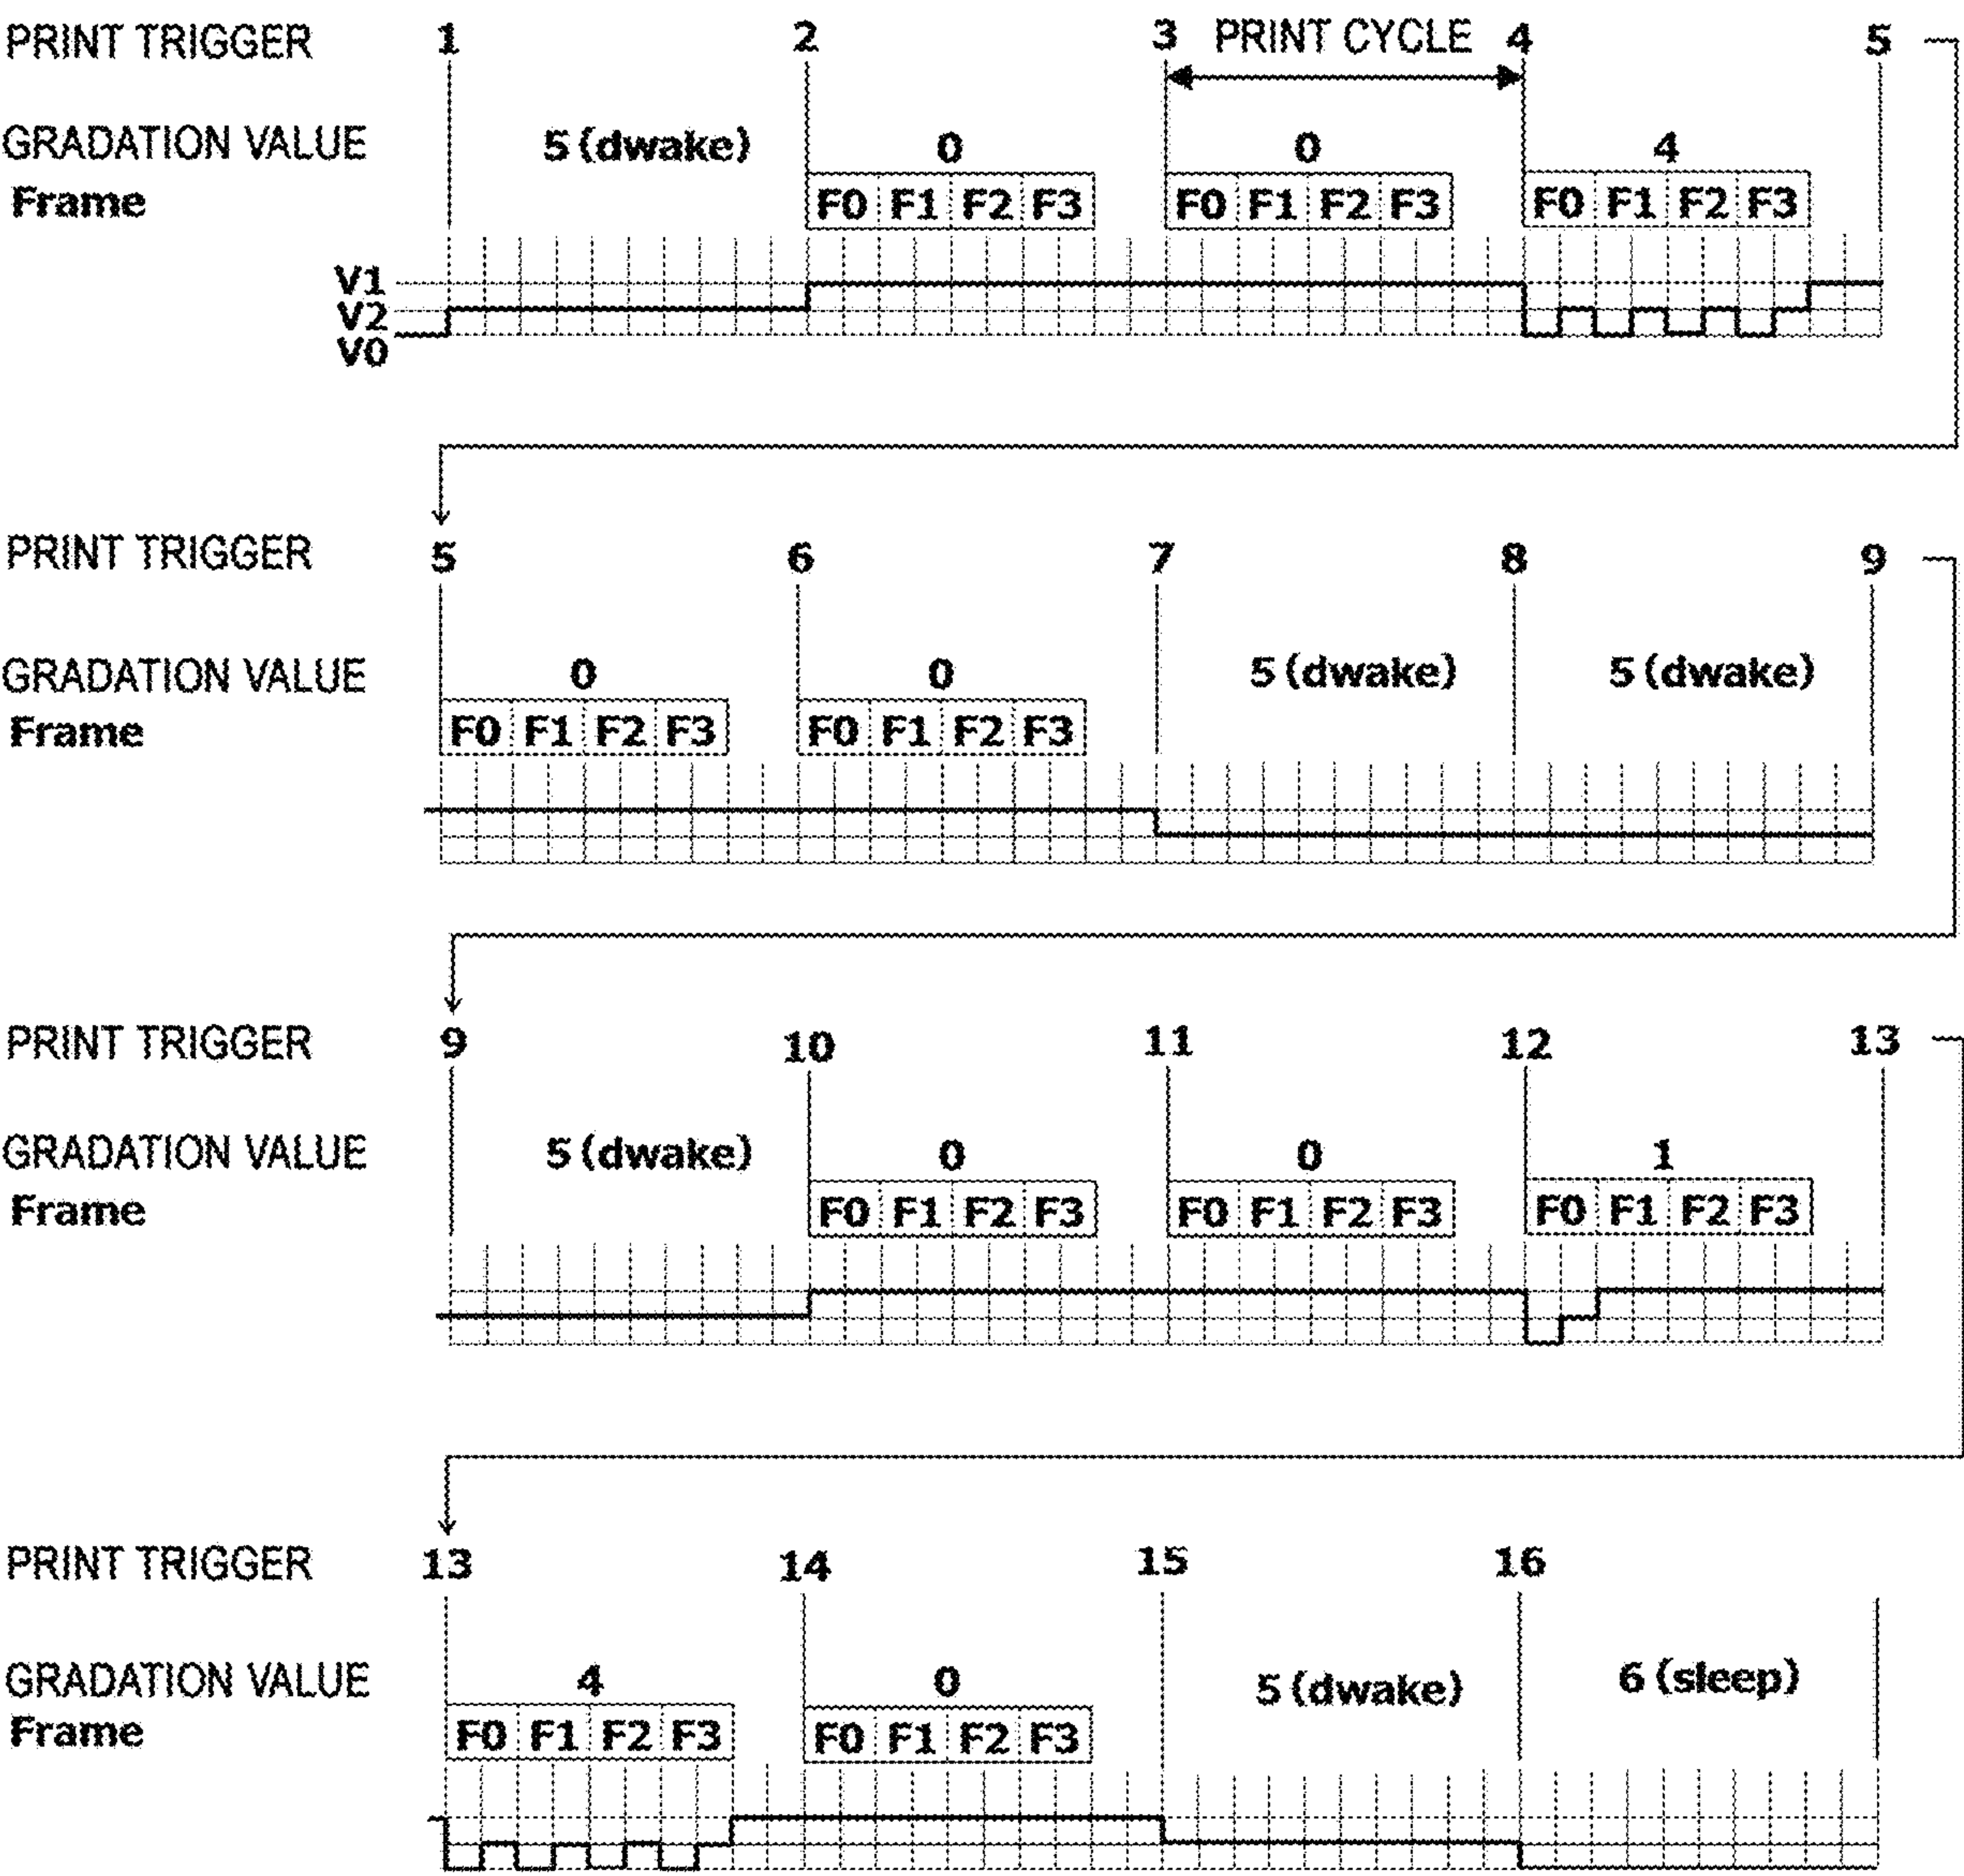 PRINT TRIGGER 1 2 3 PRINT CYCLE 4 5
GRADATION VALUE 5 (dwake) 0 0 4
Frame F0 F1 F2 F3 F0 F1 F2 F3 F0 F1 F2 F3
V1
V2
V0
PRINT TRIGGER 5 6 7 8 9
GRADATION VALUE 0 0 5 (dwake) 5 (dwake)
Frame F0 F1 F2 F3 F0 F1 F2 F3
PRINT TRIGGER 9 10 11 12 13
GRADATION VALUE 5 (dwake) 0 0 1
Frame F0 F1 F2 F3 F0 F1 F2 F3 F0 F1 F2 F3
PRINT TRIGGER 13 14 15 16
GRADATION VALUE 4 0 5 (dwake) 6 (sleep)
Frame F0 F1 F2 F3 F0 F1 F2 F3